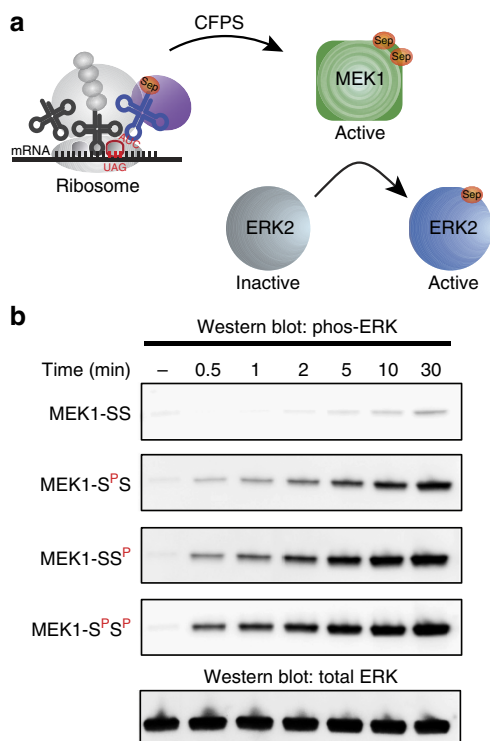 a
CFPS
Sep
Sep
Sep
MEK1
Active
mRNA
AUC
UAG
Ribosome
ERK2
Inactive
Sep
ERK2
Active
b
Western blot: phos-ERK
Time (min) – 0.5 1 2 5 10 30
MEK1-SS
MEK1-SᴾS
MEK1-SSᴾ
MEK1-SᴾSᴾ
Western blot: total ERK